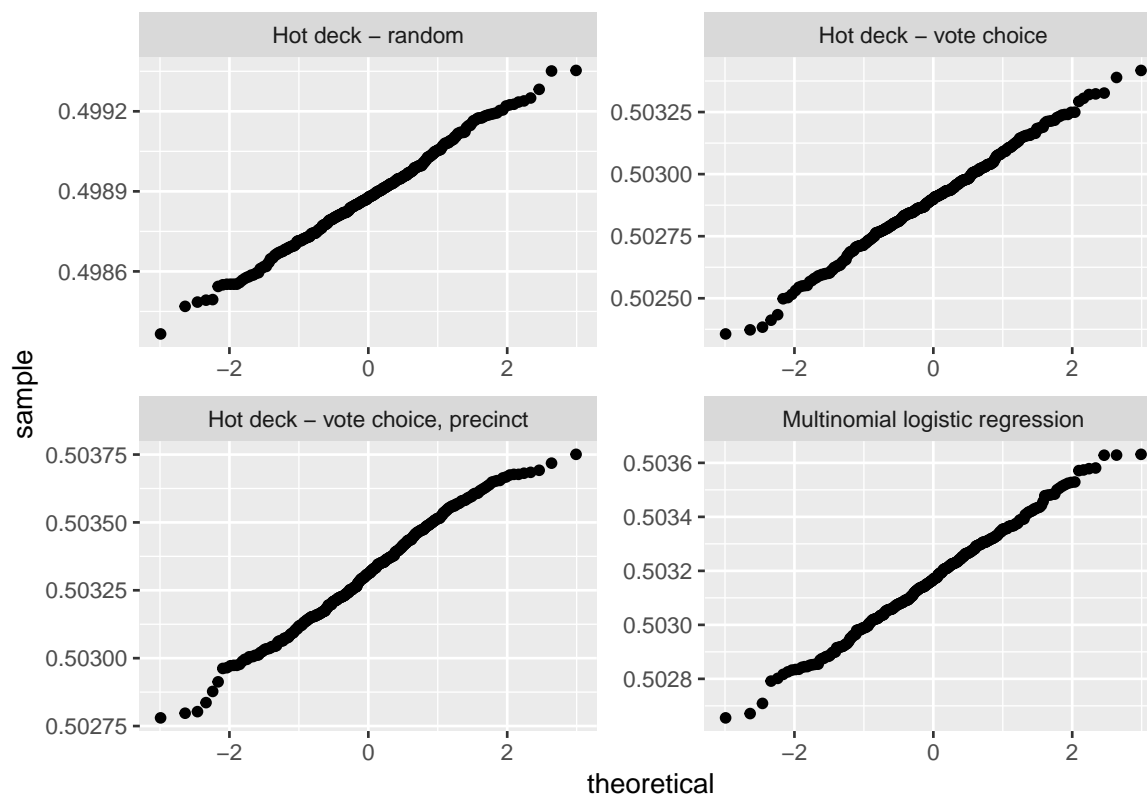 Hot deck − random
Hot deck − vote choice
0.4992
0.4989
0.4986
0.50325
0.50300
0.50275
0.50250
−2 0 2
−2 0 2
Hot deck − vote choice, precinct
Multinomial logistic regression
0.50375
0.50350
0.50325
0.50300
0.50275
0.5036
0.5034
0.5032
0.5030
0.5028
−2 0 2
−2 0 2
sample
theoretical